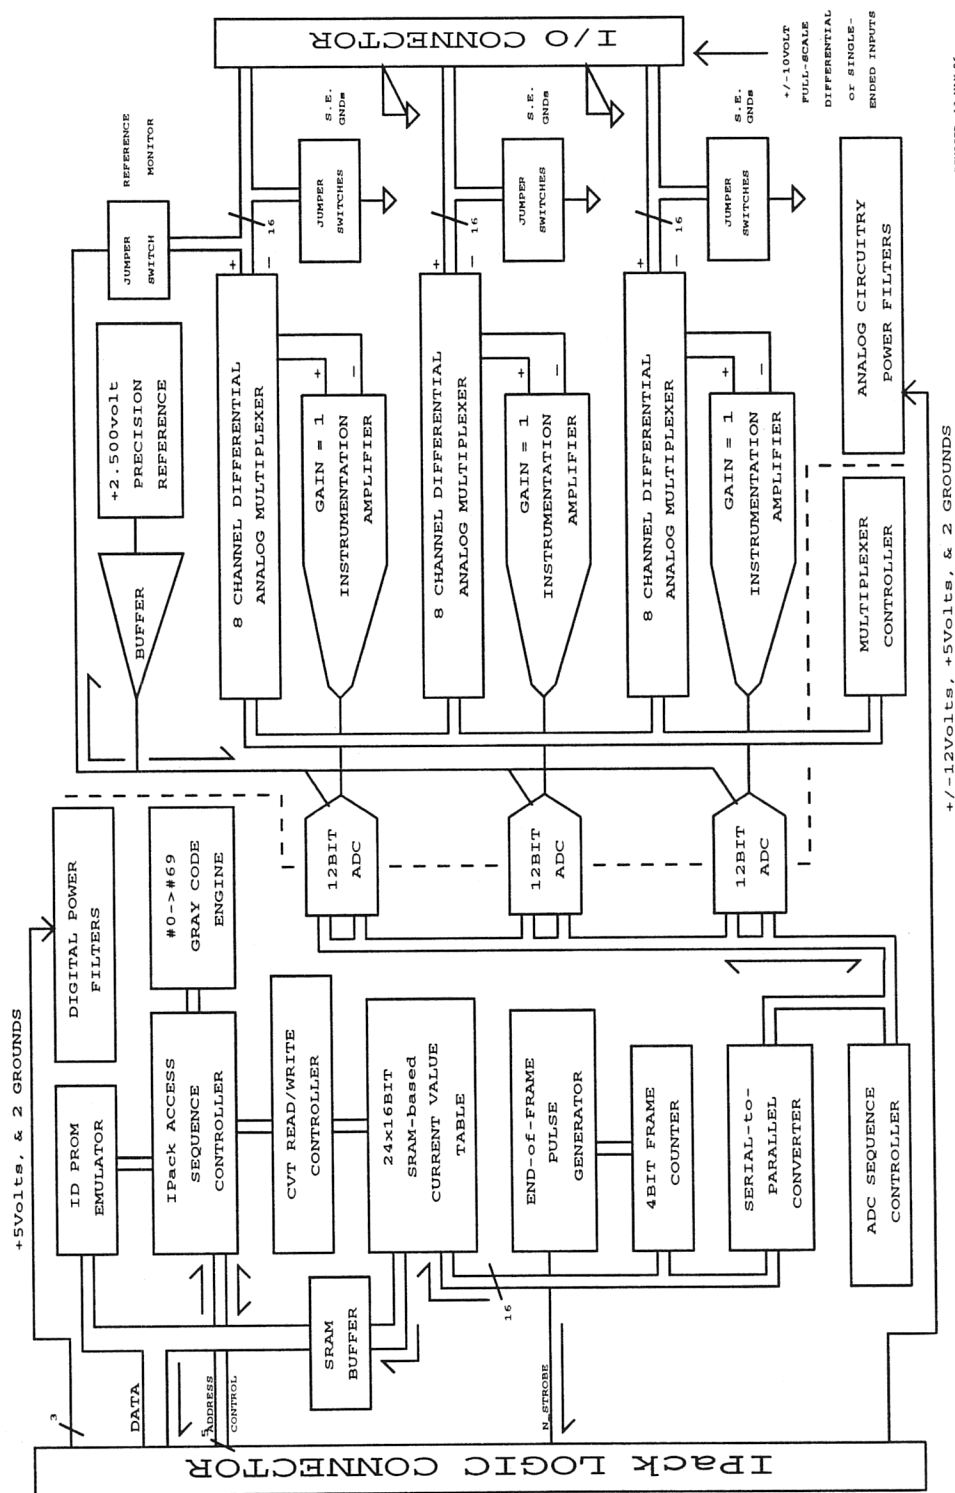 I/O CONNECTOR
+/-10VOLT
FULL-SCALE
DIFFERENTIAL
or SINGLE-
ENDED INPUTS
REFERENCE
MONITOR
JUMPER
SWITCH
S.E.
GNDs
JUMPER
SWITCHES
16
S.E.
GNDs
JUMPER
SWITCHES
16
S.E.
GNDs
JUMPER
SWITCHES
16
+2.500volt
PRECISION
REFERENCE
BUFFER
+
−
8 CHANNEL DIFFERENTIAL
ANALOG MULTIPLEXER
+
−
GAIN = 1
INSTRUMENTATION
AMPLIFIER
+
−
8 CHANNEL DIFFERENTIAL
ANALOG MULTIPLEXER
+
−
GAIN = 1
INSTRUMENTATION
AMPLIFIER
+
−
8 CHANNEL DIFFERENTIAL
ANALOG MULTIPLEXER
+
−
GAIN = 1
INSTRUMENTATION
AMPLIFIER
ANALOG CIRCUITRY
POWER FILTERS
MULTIPLEXER
CONTROLLER
+/-12Volts, +5Volts, & 2 GROUNDS
12BIT
ADC
12BIT
ADC
12BIT
ADC
DIGITAL POWER
FILTERS
#0->#69
GRAY CODE
ENGINE
+5Volts, & 2 GROUNDS
ID PROM
EMULATOR
IPack ACCESS
SEQUENCE
CONTROLLER
CVT READ/WRITE
CONTROLLER
24x16BIT
SRAM-based
CURRENT VALUE
TABLE
END-of-FRAME
PULSE
GENERATOR
4BIT FRAME
COUNTER
SERIAL-to-
PARALLEL
CONVERTER
ADC SEQUENCE
CONTROLLER
SRAM
BUFFER
16
3
DATA
5
ADDRESS
CONTROL
N_STROBE
IPack LOGIC CONNECTOR